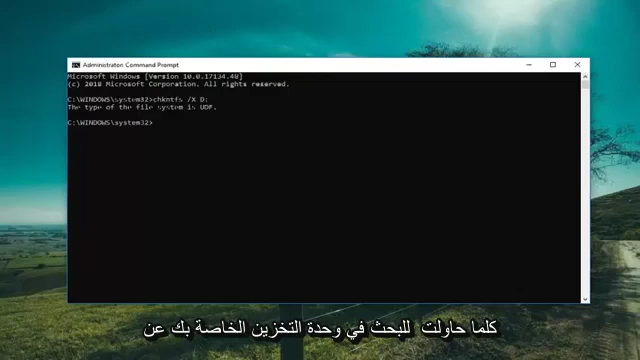 Administrator: Command Prompt
Microsoft Windows [Version 10.0.17134.48]
(c) 2018 Microsoft Corporation. All rights reserved.
C:\WINDOWS\system32>chkntfs /X D:
The type of the file system is UDF.
C:\WINDOWS\system32>
كلما حاولت للبحث في وحدة التخزين الخاصة بك عن